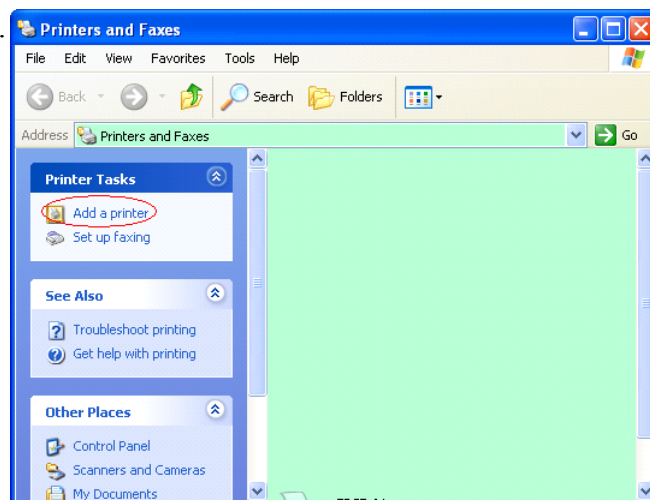 Printers and Faxes
File Edit View Favorites Tools Help
Back Search Folders
Address Printers and Faxes Go
Printer Tasks
Add a printer
Set up faxing
See Also
Troubleshoot printing
Get help with printing
Other Places
Control Panel
Scanners and Cameras
My Documents